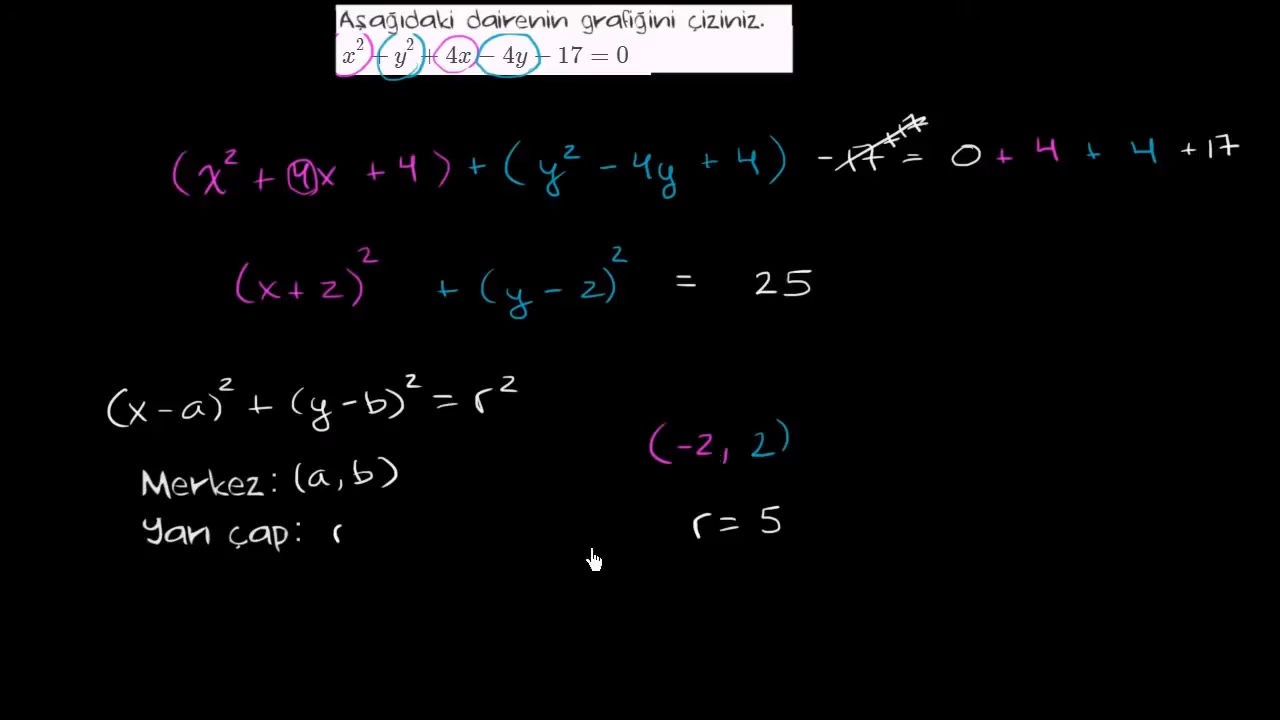 Aşağıdaki dairenin grafiğini çiziniz.
x² + y² + 4x − 4y − 17 = 0
(x² + 4x + 4) + (y² − 4y + 4) − 17 + 17 = 0 + 4 + 4 + 17
(x + 2)² + (y − 2)² = 25
(x − a)² + (y − b)² = r²
(−2, 2)
Merkez: (a, b)
Yarı çap: r
r = 5